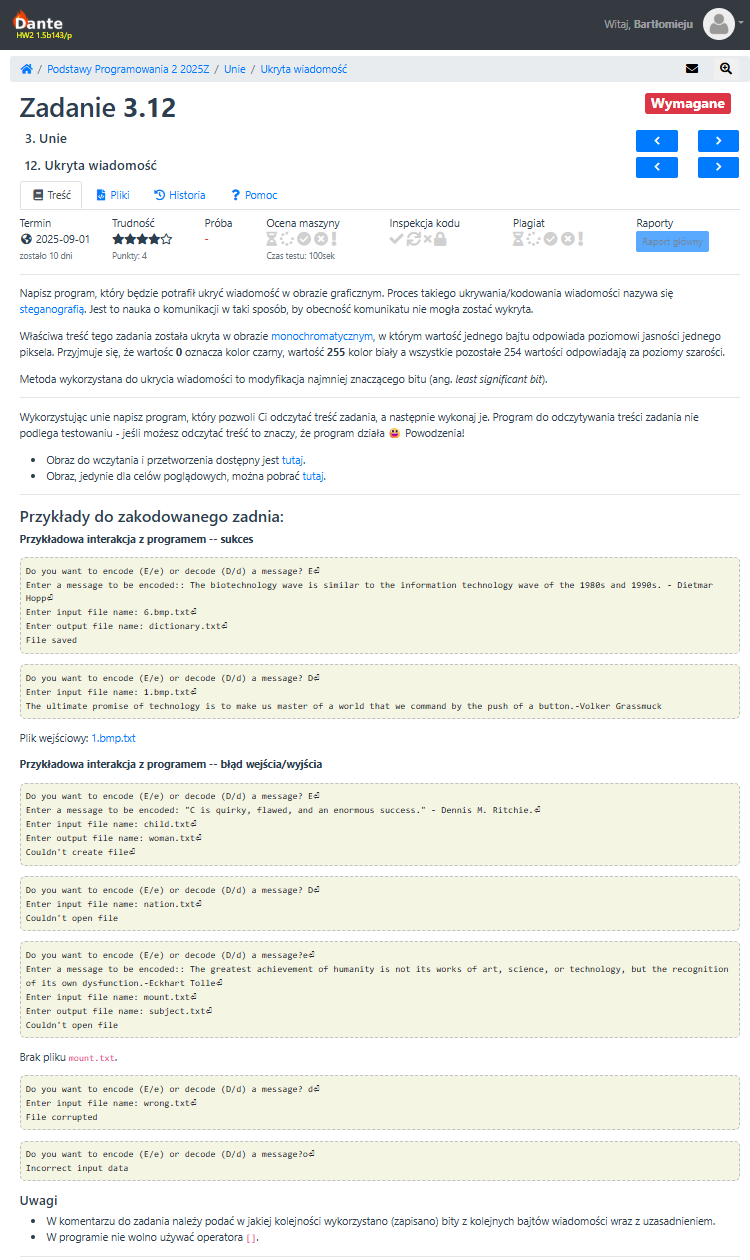 Dante
HW2 1.5b143/p
Witaj, Bartłomieju
/ Podstawy Programowania 2 2025Z / Unie / Ukryta wiadomość
Zadanie 3.12
Wymagane
3. Unie
12. Ukryta wiadomość
Treść Pliki Historia Pomoc
Termin Trudność Próba Ocena maszyny Inspekcja kodu Plagiat Raporty
2025-09-01 - Raport główny
zostało 10 dni Punkty: 4 Czas testu: 100sek
Napisz program, który będzie potrafił ukryć wiadomość w obrazie graficznym. Proces takiego ukrywania/kodowania wiadomości nazywa się
steganografią. Jest to nauka o komunikacji w taki sposób, by obecność komunikatu nie mogła zostać wykryta.
Właściwa treść tego zadania została ukryta w obrazie monochromatycznym, w którym wartość jednego bajtu odpowiada poziomowi jasności jednego
piksela. Przyjmuje się, że wartośc 0 oznacza kolor czarny, wartość 255 kolor biały a wszystkie pozostałe 254 wartości odpowiadają za poziomy szarości.
Metoda wykorzystana do ukrycia wiadomości to modyfikacja najmniej znaczącego bitu (ang. least significant bit).
Wykorzystując unie napisz program, który pozwoli Ci odczytać treść zadania, a następnie wykonaj je. Program do odczytywania treści zadania nie
podlega testowaniu - jeśli możesz odczytać treść to znaczy, że program działa 😃 Powodzenia!
• Obraz do wczytania i przetworzenia dostępny jest tutaj.
• Obraz, jedynie dla celów poglądowych, można pobrać tutaj.
Przykłady do zakodowanego zadnia:
Przykładowa interakcja z programem -- sukces
Do you want to encode (E/e) or decode (D/d) a message? E⏎
Enter a message to be encoded:: The biotechnology wave is similar to the information technology wave of the 1980s and 1990s. - Dietmar
Hopp⏎
Enter input file name: 6.bmp.txt⏎
Enter output file name: dictionary.txt⏎
File saved
Do you want to encode (E/e) or decode (D/d) a message? D⏎
Enter input file name: 1.bmp.txt⏎
The ultimate promise of technology is to make us master of a world that we command by the push of a button.-Volker Grassmuck
Plik wejściowy: 1.bmp.txt
Przykładowa interakcja z programem -- błąd wejścia/wyjścia
Do you want to encode (E/e) or decode (D/d) a message? E⏎
Enter a message to be encoded: "C is quirky, flawed, and an enormous success." - Dennis M. Ritchie.⏎
Enter input file name: child.txt⏎
Enter output file name: woman.txt⏎
Couldn't create file⏎
Do you want to encode (E/e) or decode (D/d) a message? D⏎
Enter input file name: nation.txt⏎
Couldn't open file
Do you want to encode (E/e) or decode (D/d) a message?e⏎
Enter a message to be encoded:: The greatest achievement of humanity is not its works of art, science, or technology, but the recognition
of its own dysfunction.-Eckhart Tolle⏎
Enter input file name: mount.txt⏎
Enter output file name: subject.txt⏎
Couldn't open file
Brak pliku mount.txt.
Do you want to encode (E/e) or decode (D/d) a message? d⏎
Enter input file name: wrong.txt⏎
File corrupted
Do you want to encode (E/e) or decode (D/d) a message?o⏎
Incorrect input data
Uwagi
• W komentarzu do zadania należy podać w jakiej kolejności wykorzystano (zapisano) bity z kolejnych bajtów wiadomości wraz z uzasadnieniem.
• W programie nie wolno używać operatora [].